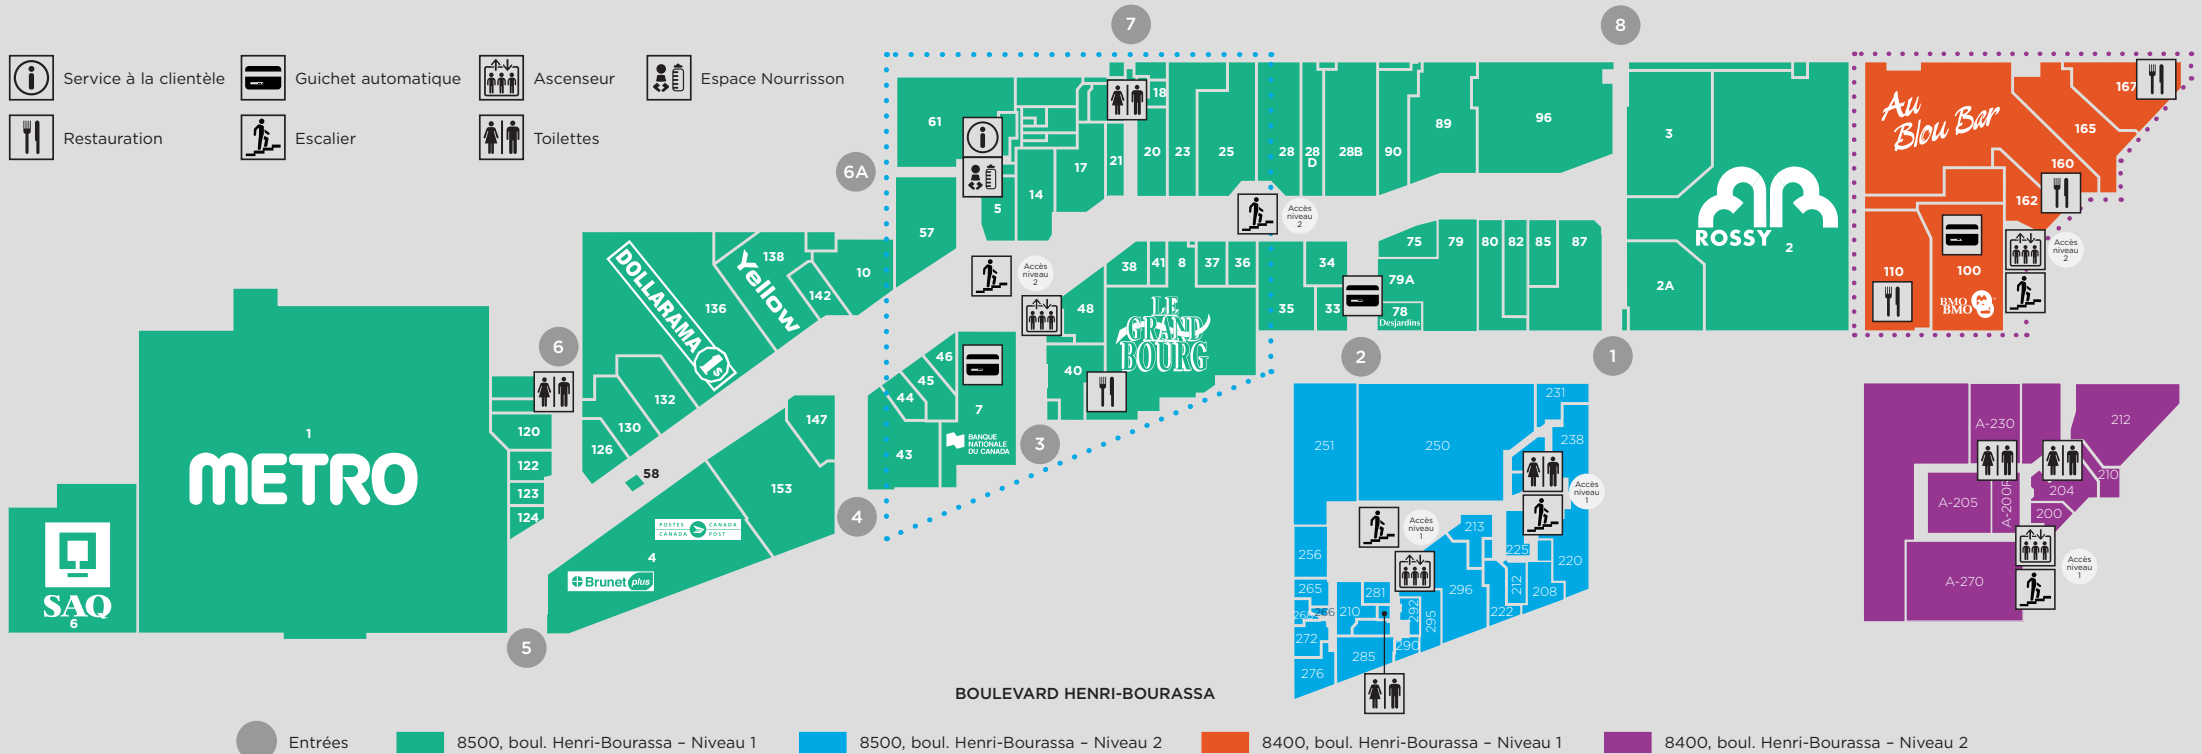 7
8
Service à la clientèle
Guichet automatique
Ascenseur
Espace Nourrisson
Restauration
Escalier
Toilettes
6A
61
5
14
17
21
18
20
23
25
28
28
D
28B
90
89
96
3
57
Accès
niveau
2
Accès
niveau
2
38
41
8
37
36
34
35
33
48
LE
GRAND
BOURG
40
75
79
79A
78
Desjardins
80
82
85
87
2A
ROSSY
2
Au
Blou Bar
167
165
160
162
110
100
BMO
BMO
Accès
niveau
2
DOLLARAMA
1$
136
Yellow
138
142
10
6
132
130
126
120
122
123
124
58
147
153
4
POSTES
CANADA
CANADA
POST
Brunet plus
4
1
METRO
SAQ
6
5
46
45
44
43
7
BANQUE
NATIONALE
DU CANADA
3
2
1
251
250
231
238
Accès
niveau
1
Accès
niveau
1
256
265
266
268
272
276
210
281
285
290
292
295
296
213
225
212
222
208
220
A-230
212
210
204
200
A-205
A-200B
A-270
Accès
niveau
1
BOULEVARD HENRI-BOURASSA
Entrées
8500, boul. Henri-Bourassa – Niveau 1
8500, boul. Henri-Bourassa – Niveau 2
8400, boul. Henri-Bourassa – Niveau 1
8400, boul. Henri-Bourassa – Niveau 2